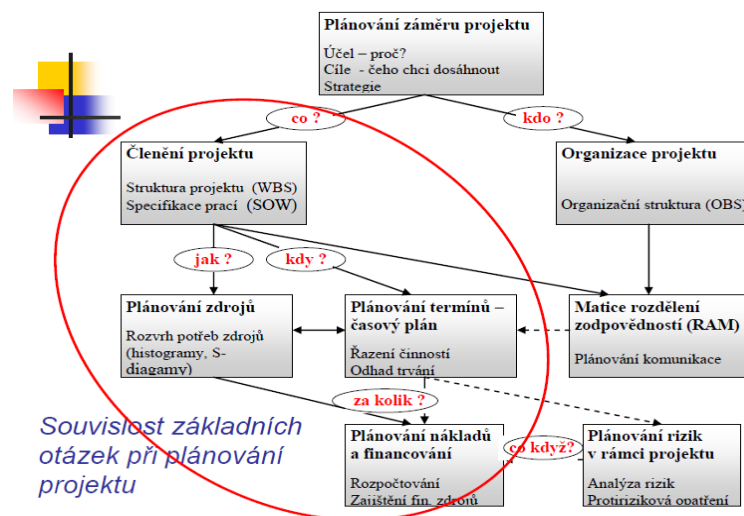 Plánování záměru projektu
Účel – proč?
Cíle - čeho chci dosáhnout
Strategie
co ?
kdo ?
Členění projektu
Struktura projektu (WBS)
Specifikace prací (SOW)
Organizace projektu
Organizační struktura (OBS)
jak ?
kdy ?
Plánování zdrojů
Rozvrh potřeb zdrojů
(histogramy, S-
diagamy)
Plánování termínů –
časový plán
Řazení činností
Odhad trvání
Matice rozdělení
zodpovědností (RAM)
Plánování komunikace
za kolik ?
Souvislost základních
otázek při plánování
projektu
Plánování nákladů
a financování
Rozpočtování
Zajištění fin. zdrojů
co když?
Plánování rizik
v rámci projektu
Analýza rizik
Protiriziková opatření